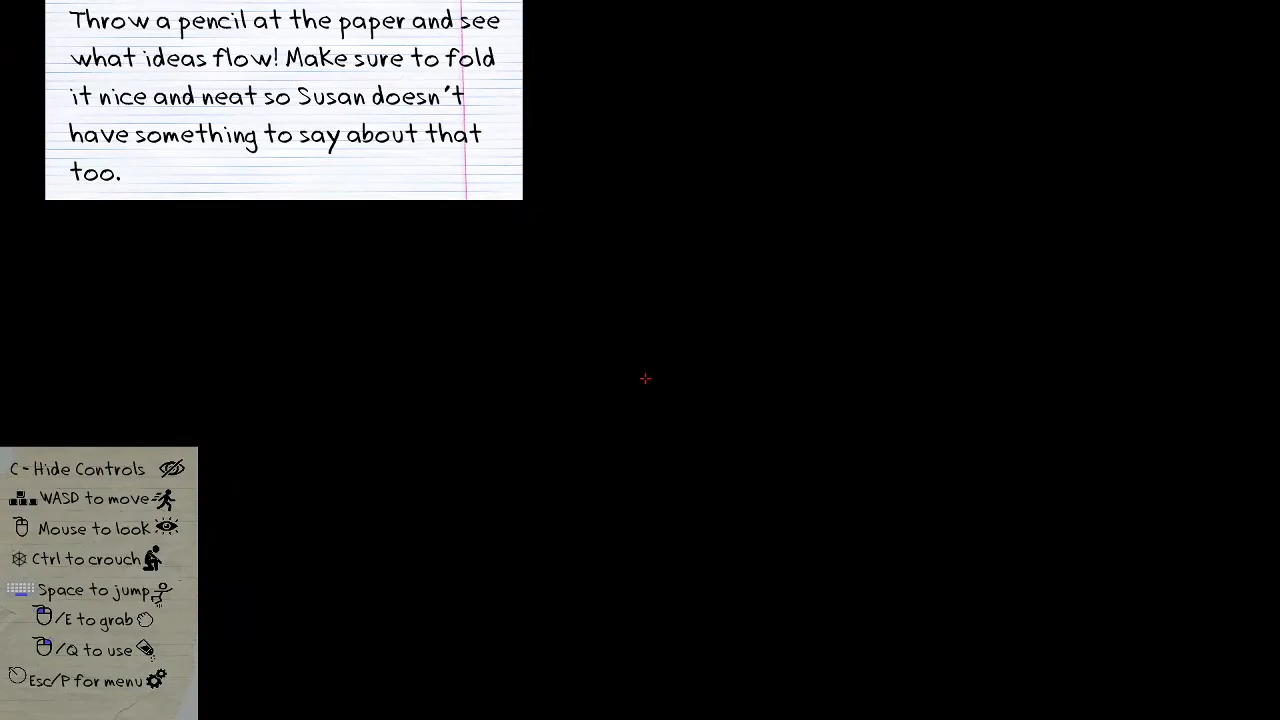 Throw a pencil at the paper and see
what ideas flow! Make sure to fold
it nice and neat so Susan doesn't
have something to say about that
too.
C - Hide Controls
WASD to move
Mouse to look
Ctrl to crouch
Space to jump
/E to grab
/Q to use
Esc/P for menu